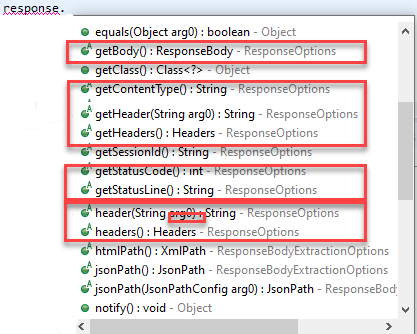 response.
equals(Object arg0) : boolean - Object
getBody() : ResponseBody - ResponseOptions
getClass() : Class<?> - Object
getContentType() : String - ResponseOptions
getHeader(String arg0) : String - ResponseOptions
getHeaders() : Headers - ResponseOptions
getSessionId() : String - ResponseOptions
getStatusCode() : int - ResponseOptions
getStatusLine() : String - ResponseOptions
header(String arg0) : String - ResponseOptions
headers() : Headers - ResponseOptions
htmlPath() : XmlPath - ResponseBodyExtractionOptions
jsonPath() : JsonPath - ResponseBodyExtractionOptions
jsonPath(JsonPathConfig arg0) : JsonPath - ResponseBody
notify() : void - Object